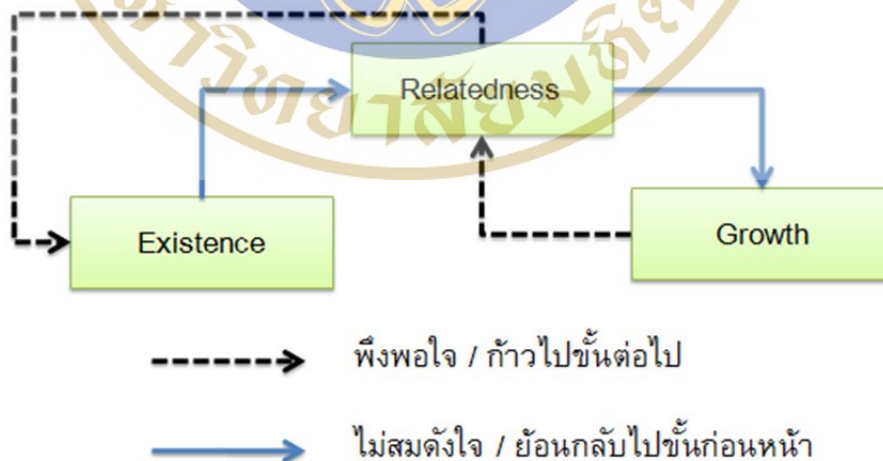 Relatedness
Existence
Growth
พึงพอใจ / ก้าวไปขั้นต่อไป
ไม่สมดังใจ / ย้อนกลับไปขั้นก่อนหน้า